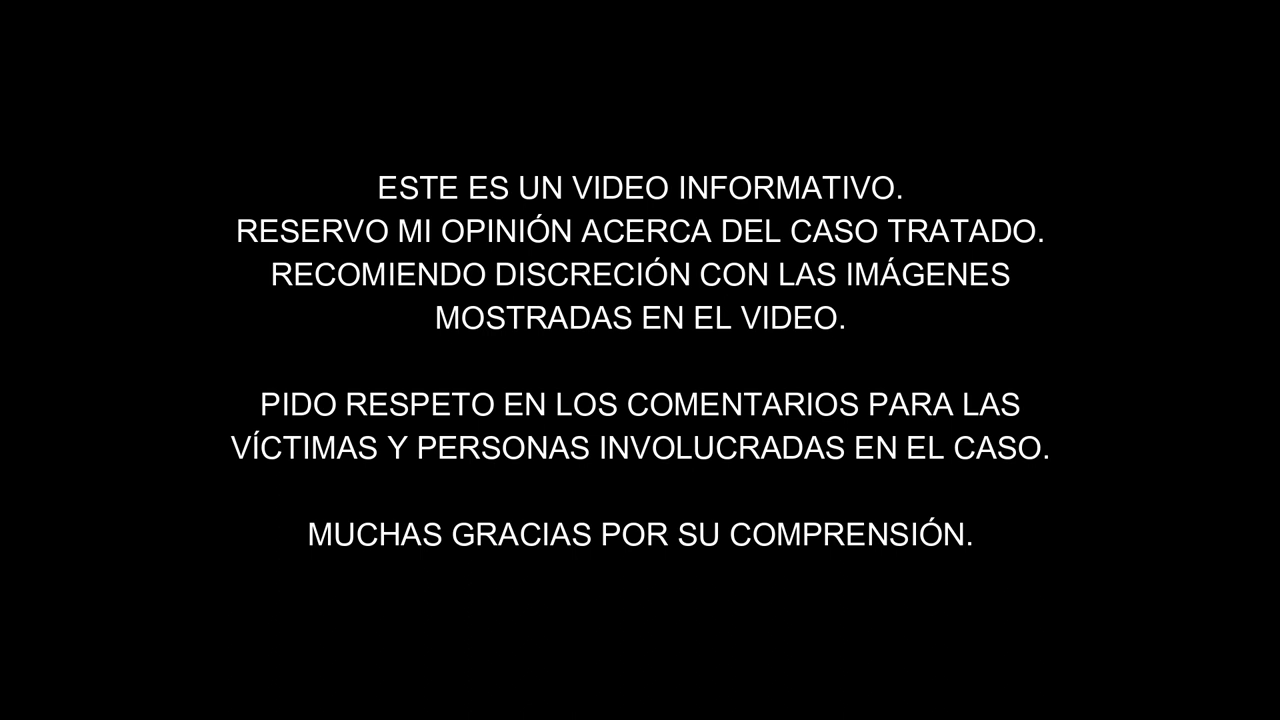 ESTE ES UN VIDEO INFORMATIVO.
RESERVO MI OPINIÓN ACERCA DEL CASO TRATADO.
RECOMIENDO DISCRECIÓN CON LAS IMÁGENES
MOSTRADAS EN EL VIDEO.
PIDO RESPETO EN LOS COMENTARIOS PARA LAS
VÍCTIMAS Y PERSONAS INVOLUCRADAS EN EL CASO.
MUCHAS GRACIAS POR SU COMPRENSIÓN.